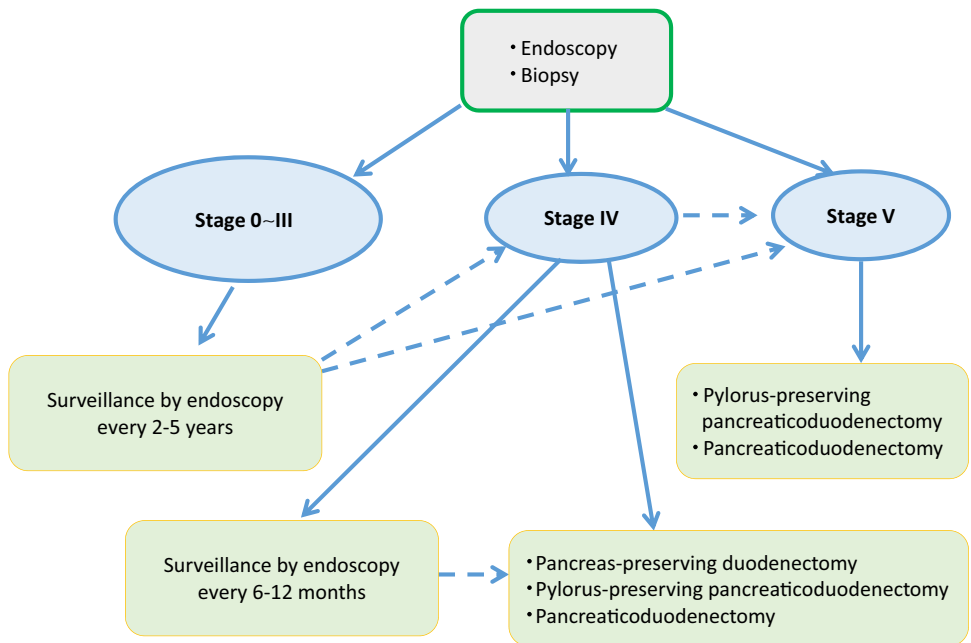 ・Endoscopy
・Biopsy
Stage 0~III
Stage IV
Stage V
Surveillance by endoscopy
every 2-5 years
・Pylorus-preserving
pancreaticoduodenectomy
・Pancreaticoduodenectomy
Surveillance by endoscopy
every 6-12 months
・Pancreas-preserving duodenectomy
・Pylorus-preserving pancreaticoduodenectomy
・Pancreaticoduodenectomy